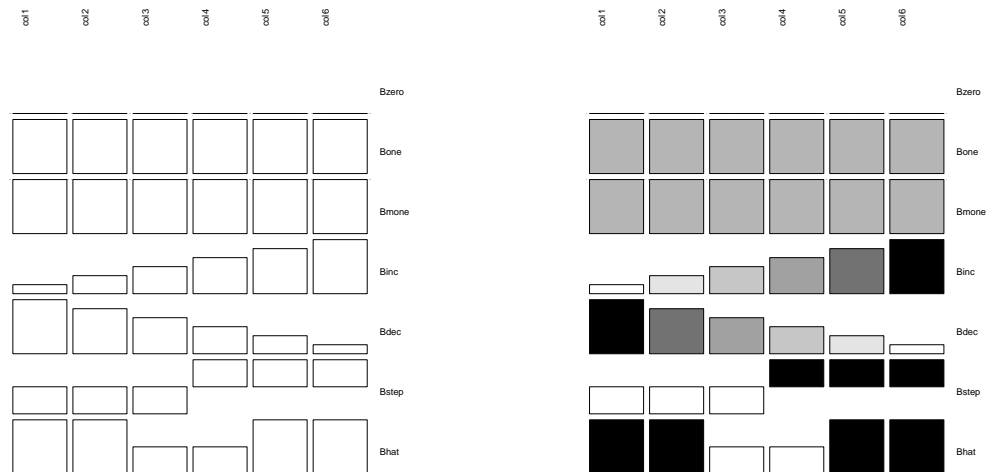 col1 col2 col3 col4 col5 col6
Bzero
Bone
Bmone
Binc
Bdec
Bstep
Bhat
col1 col2 col3 col4 col5 col6
Bzero
Bone
Bmone
Binc
Bdec
Bstep
Bhat